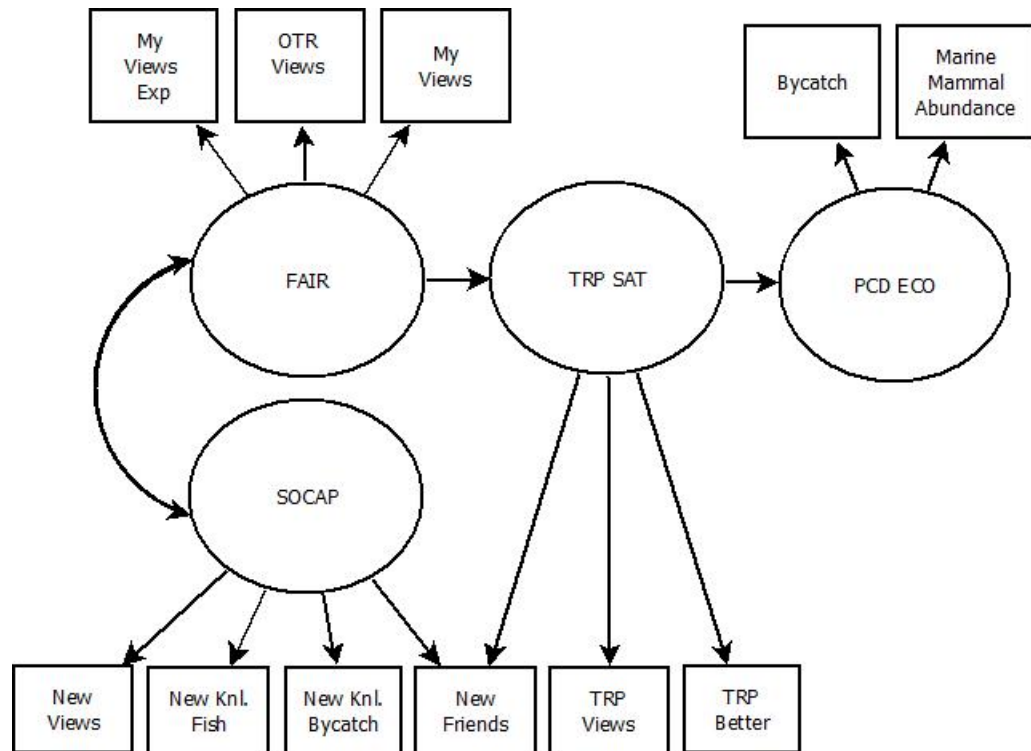 My
Views
Exp
OTR
Views
My
Views
Bycatch
Marine
Mammal
Abundance
FAIR
TRP SAT
PCD ECO
SOCAP
New
Views
New Knl.
Fish
New Knl.
Bycatch
New
Friends
TRP
Views
TRP
Better